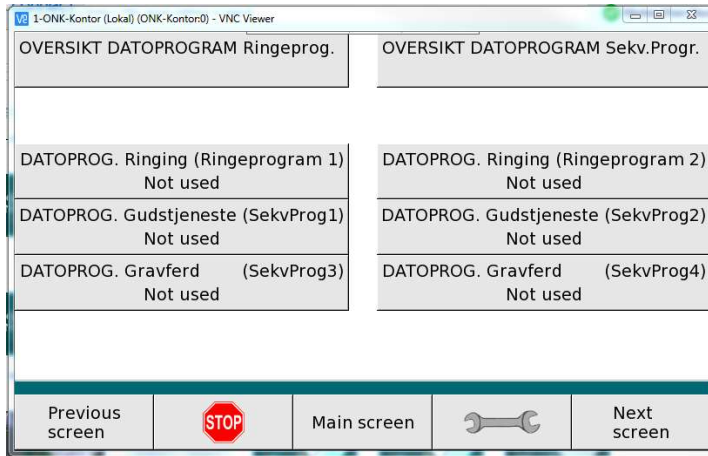 1-ONK-Kontor (Lokal) (ONK-Kontor:0) - VNC Viewer
OVERSIKT DATOPROGRAM Ringeprog.
OVERSIKT DATOPROGRAM Sekv.Progr.
DATOPROG. Ringing (Ringeprogram 1)
Not used
DATOPROG. Ringing (Ringeprogram 2)
Not used
DATOPROG. Gudstjeneste (SekvProg1)
Not used
DATOPROG. Gudstjeneste (SekvProg2)
Not used
DATOPROG. Gravferd (SekvProg3)
Not used
DATOPROG. Gravferd (SekvProg4)
Not used
Previous
screen
STOP
Main screen
Next
screen